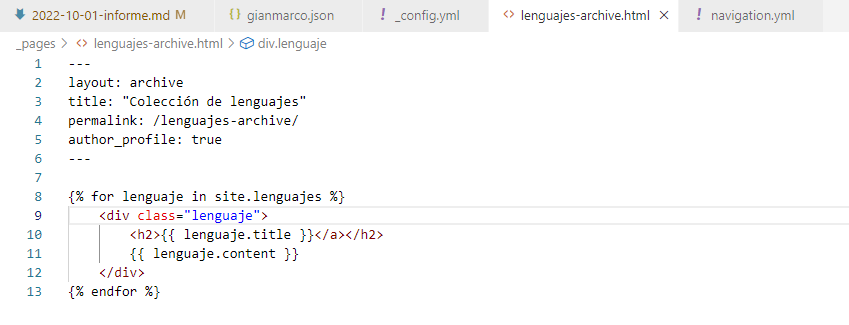 2022-10-01-informe.md M {} gianmarco.json ! _config.yml <> lenguajes-archive.html × ! navigation.yml
_pages > <> lenguajes-archive.html > div.lenguaje
1 ---
2 layout: archive
3 title: "Colección de lenguajes"
4 permalink: /lenguajes-archive/
5 author_profile: true
6 ---
7
8 {% for lenguaje in site.lenguajes %}
9 <div class="lenguaje">
10 <h2>{{ lenguaje.title }}</a></h2>
11 {{ lenguaje.content }}
12 </div>
13 {% endfor %}